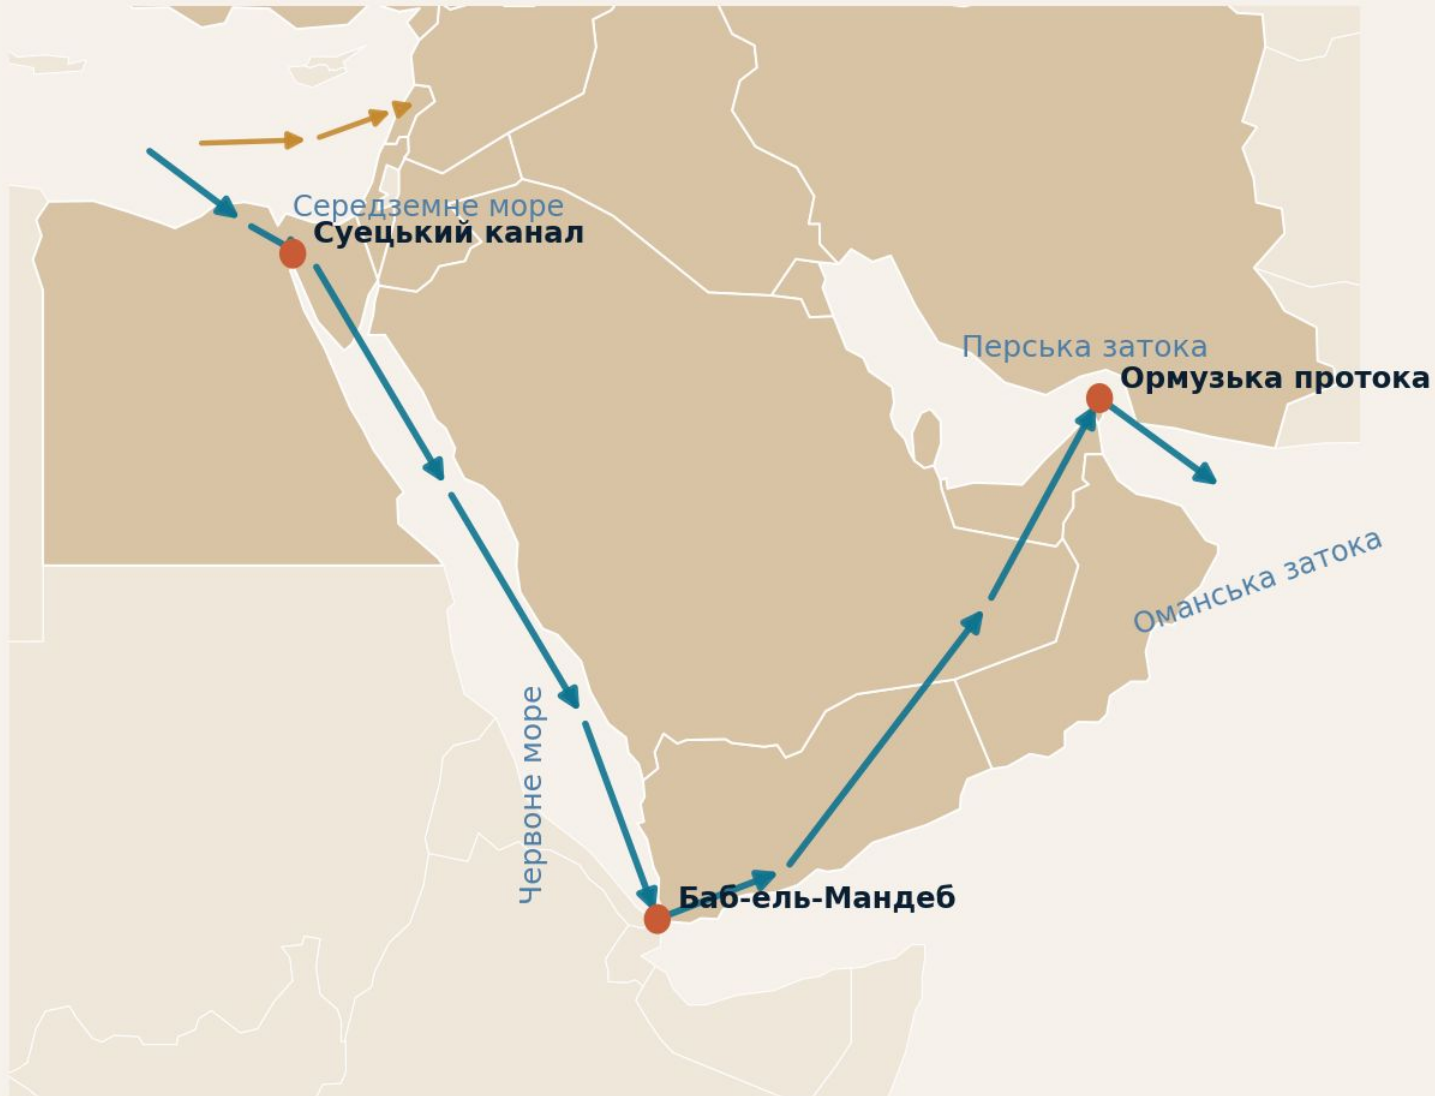 Середземне море
Суецький канал
Перська затока
Ормузька протока
Оманська затока
Червоне море
Баб-ель-Мандеб